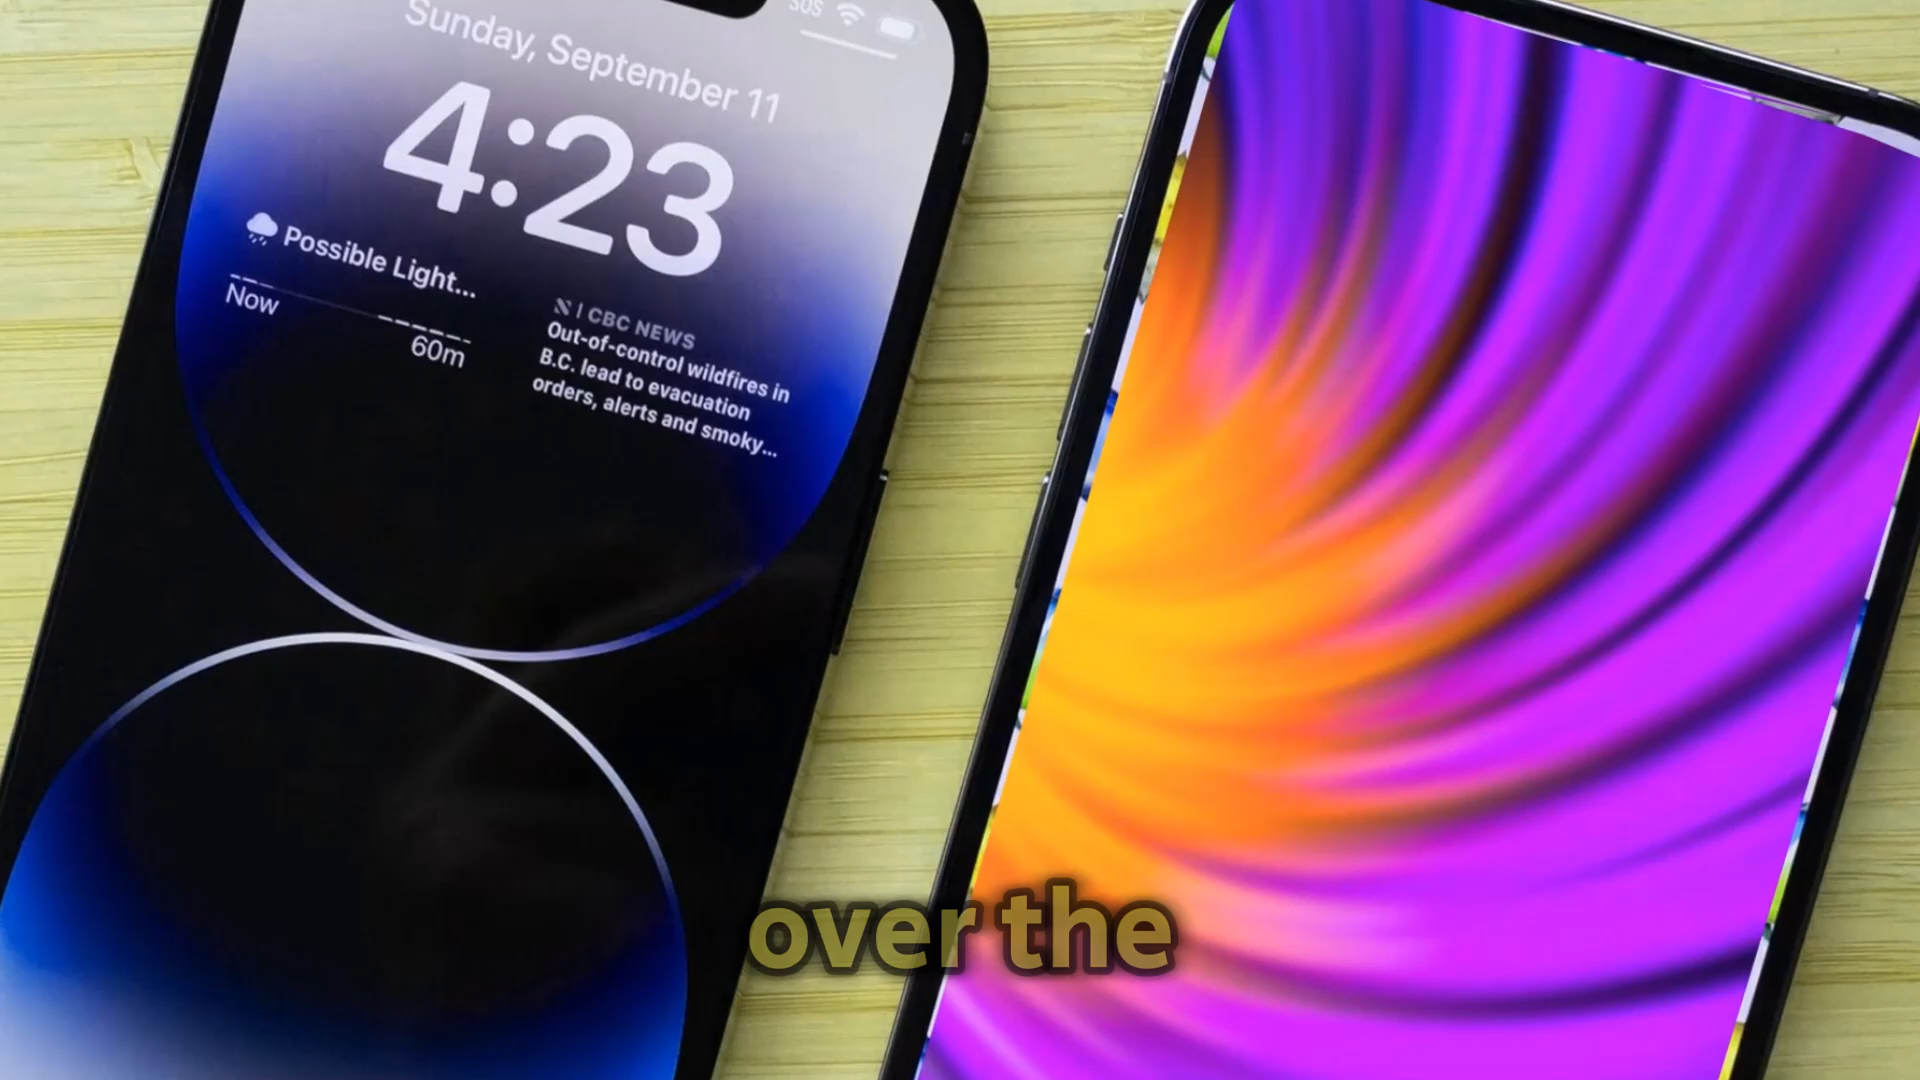 SOS
Sunday, September 11
4:23
Possible Light...
Now
60m
| CBC NEWS
Out-of-control wildfires in
B.C. lead to evacuation
orders, alerts and smoky...
over the